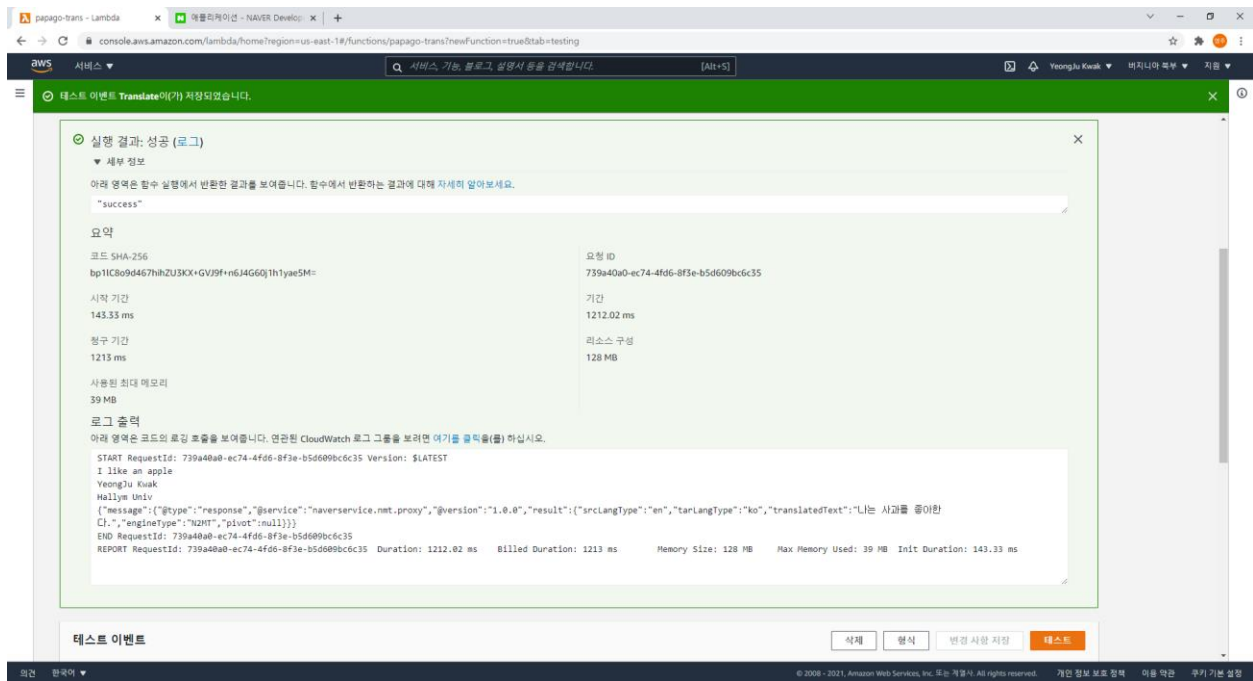 papago-trans - Lambda
애플리케이션 - NAVER Develop
console.aws.amazon.com/lambda/home?region=us-east-1#/functions/papago-trans?newFunction=true&tab=testing
aws 서비스 ▼ 서비스, 기능, 블로그, 설명서 등을 검색합니다. [Alt+S] YeongJu Kwak ▼ 버지니아 북부 ▼ 지원 ▼
테스트 이벤트 Translate이(가) 저장되었습니다.
실행 결과: 성공 (로그)
▼ 세부 정보
아래 영역은 함수 실행에서 반환한 결과를 보여줍니다. 함수에서 반환하는 결과에 대해 자세히 알아보세요.
"success"
요약
코드 SHA-256
bp1lC8o9d467hihZU3KX+GVJ9f+n6J4G60j1h1yae5M=
요청 ID
739a40a0-ec74-4fd6-8f3e-b5d609bc6c35
시작 기간
143.33 ms
기간
1212.02 ms
청구 기간
1213 ms
리소스 구성
128 MB
사용된 최대 메모리
39 MB
로그 출력
아래 영역은 코드의 로깅 호출을 보여줍니다. 연관된 CloudWatch 로그 그룹을 보려면 여기를 클릭을(를) 하십시오.
START RequestId: 739a40a0-ec74-4fd6-8f3e-b5d609bc6c35 Version: $LATEST
I like an apple
YeongJu Kwak
Hallym Univ
{"message":{"@type":"response","@service":"naverservice.nmt.proxy","@version":"1.0.0","result":{"srcLangType":"en","tarLangType":"ko","translatedText":"나는 사과를 좋아한
다.","engineType":"N2MT","pivot":null}}}
END RequestId: 739a40a0-ec74-4fd6-8f3e-b5d609bc6c35
REPORT RequestId: 739a40a0-ec74-4fd6-8f3e-b5d609bc6c35 Duration: 1212.02 ms Billed Duration: 1213 ms Memory Size: 128 MB Max Memory Used: 39 MB Init Duration: 143.33 ms
테스트 이벤트 삭제 형식 변경 사항 저장 테스트
의견 한국어 ▼ © 2008 - 2021, Amazon Web Services, Inc. 또는 계열사. All rights reserved. 개인 정보 보호 정책 이용 약관 쿠키 기본 설정